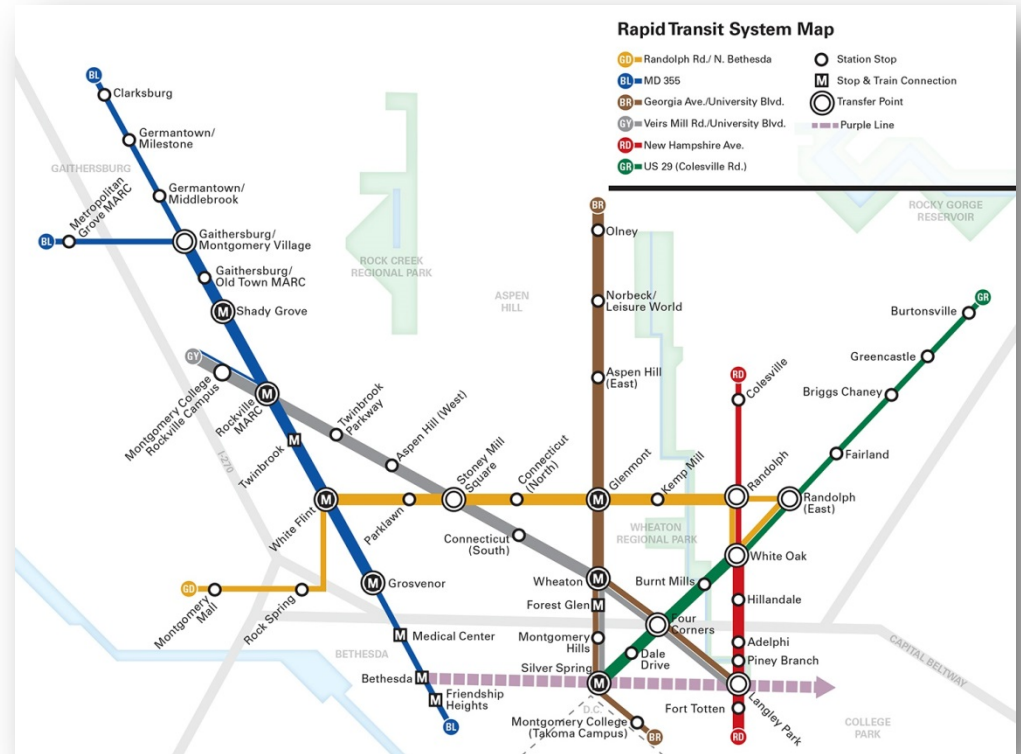 Rapid Transit System Map
GD Randolph Rd./ N. Bethesda
BL MD 355
BR Georgia Ave./University Blvd.
GY Veirs Mill Rd./University Blvd.
RD New Hampshire Ave.
GR US 29 (Colesville Rd.)
Station Stop
M Stop & Train Connection
Transfer Point
Purple Line
BL
Clarksburg
Germantown/
Milestone
GAITHERSBURG
Germantown/
Middlebrook
Metropolitan
Grove MARC
BL
Gaithersburg/
Montgomery Village
Gaithersburg/
Old Town MARC
M Shady Grove
ROCK CREEK
REGIONAL PARK
ASPEN
HILL
ROCKY GORGE
RESERVOIR
BR
Olney
Norbeck/
Leisure World
Aspen Hill
(East)
GR
Burtonsville
Greencastle
Briggs Chaney
Fairland
RD
Colesville
GY
Montgomery College
Rockville Campus
Rockville
MARC
M
Twinbrook
Parkway
Aspen Hill (West)
Twinbrook
M
I-270
Stoney Mill
Square
Connecticut
(North)
Glenmont
M
Kemp Mill
Randolph
Randolph
(East)
White Flint
M
Parklawn
Connecticut
(South)
WHEATON
REGIONAL PARK
White Oak
GD
Montgomery
Mall
Rock Spring
M Grosvenor
Wheaton M
Burnt Mills
Forest Glen M
Hillandale
M Medical Center
Montgomery
Hills
Four
Corners
Adelphi
BETHESDA
Dale
Drive
Piney Branch
CAPITAL BELTWAY
Silver Spring
M
Bethesda M
Langley Park
M Friendship
Heights
BL
D.C.
Fort Totten
Montgomery College
(Takoma Campus)
BR
RD
COLLEGE
PARK